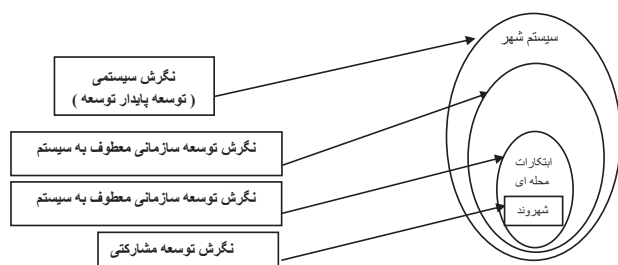 سیستم شهر
نگرش سیستمی
( توسعه پایدار توسعه )
نگرش توسعه سازمانی معطوف به سیستم
ابتکارات
محله ای
نگرش توسعه سازمانی معطوف به سیستم
شهروند
نگرش توسعه مشارکتی